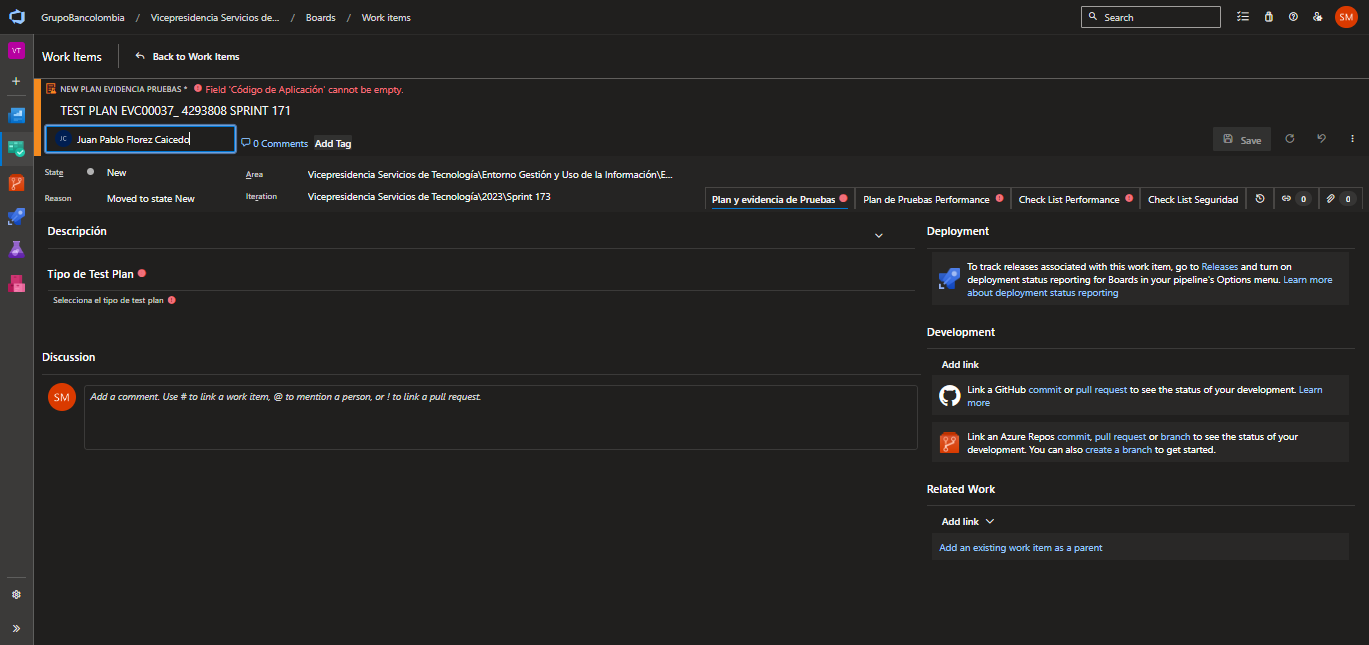 GrupoBancolombia / Vicepresidencia Servicios de... / Boards / Work items
Search
SM
VT
Work Items
Back to Work Items
NEW PLAN EVIDENCIA PRUEBAS * Field 'Código de Aplicación' cannot be empty.
TEST PLAN EVC00037_ 4293808 SPRINT 171
JC Juan Pablo Florez Caicedo
0 Comments
Add Tag
Save
State New
Area Vicepresidencia Servicios de Tecnología\Entorno Gestión y Uso de la Información\E...
Reason Moved to state New
Iteration Vicepresidencia Servicios de Tecnología\2023\Sprint 173
Plan y evidencia de Pruebas
Plan de Pruebas Performance
Check List Performance
Check List Seguridad
0
0
Descripción
Tipo de Test Plan
Selecciona el tipo de test plan
Discussion
SM
Add a comment. Use # to link a work item, @ to mention a person, or ! to link a pull request.
Deployment
To track releases associated with this work item, go to Releases and turn on
deployment status reporting for Boards in your pipeline's Options menu. Learn more
about deployment status reporting
Development
Add link
Link a GitHub commit or pull request to see the status of your development. Learn
more
Link an Azure Repos commit, pull request or branch to see the status of your
development. You can also create a branch to get started.
Related Work
Add link
Add an existing work item as a parent